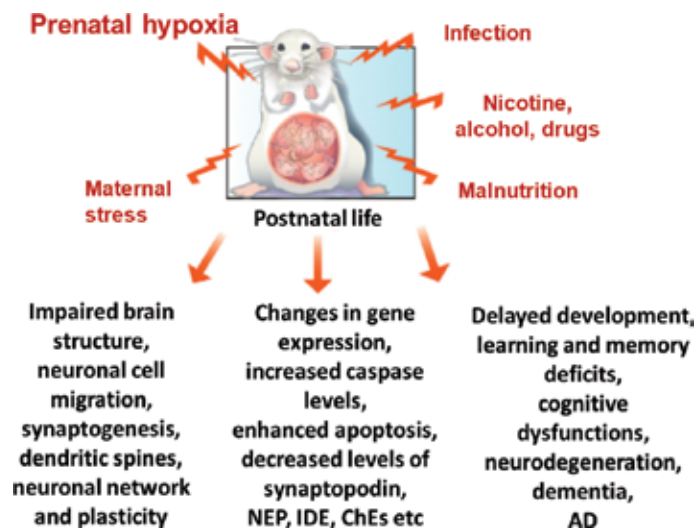 Prenatal hypoxia
Infection
Nicotine,
alcohol, drugs
Maternal
stress
Malnutrition
Postnatal life
Impaired brain
structure,
neuronal cell
migration,
synaptogenesis,
dendritic spines,
neuronal network
and plasticity
Changes in gene
expression,
increased caspase
levels,
enhanced apoptosis,
decreased levels of
synaptopodin,
NEP, IDE, ChEs etc
Delayed development,
learning and memory
deficits,
cognitive
dysfunctions,
neurodegeneration,
dementia,
AD